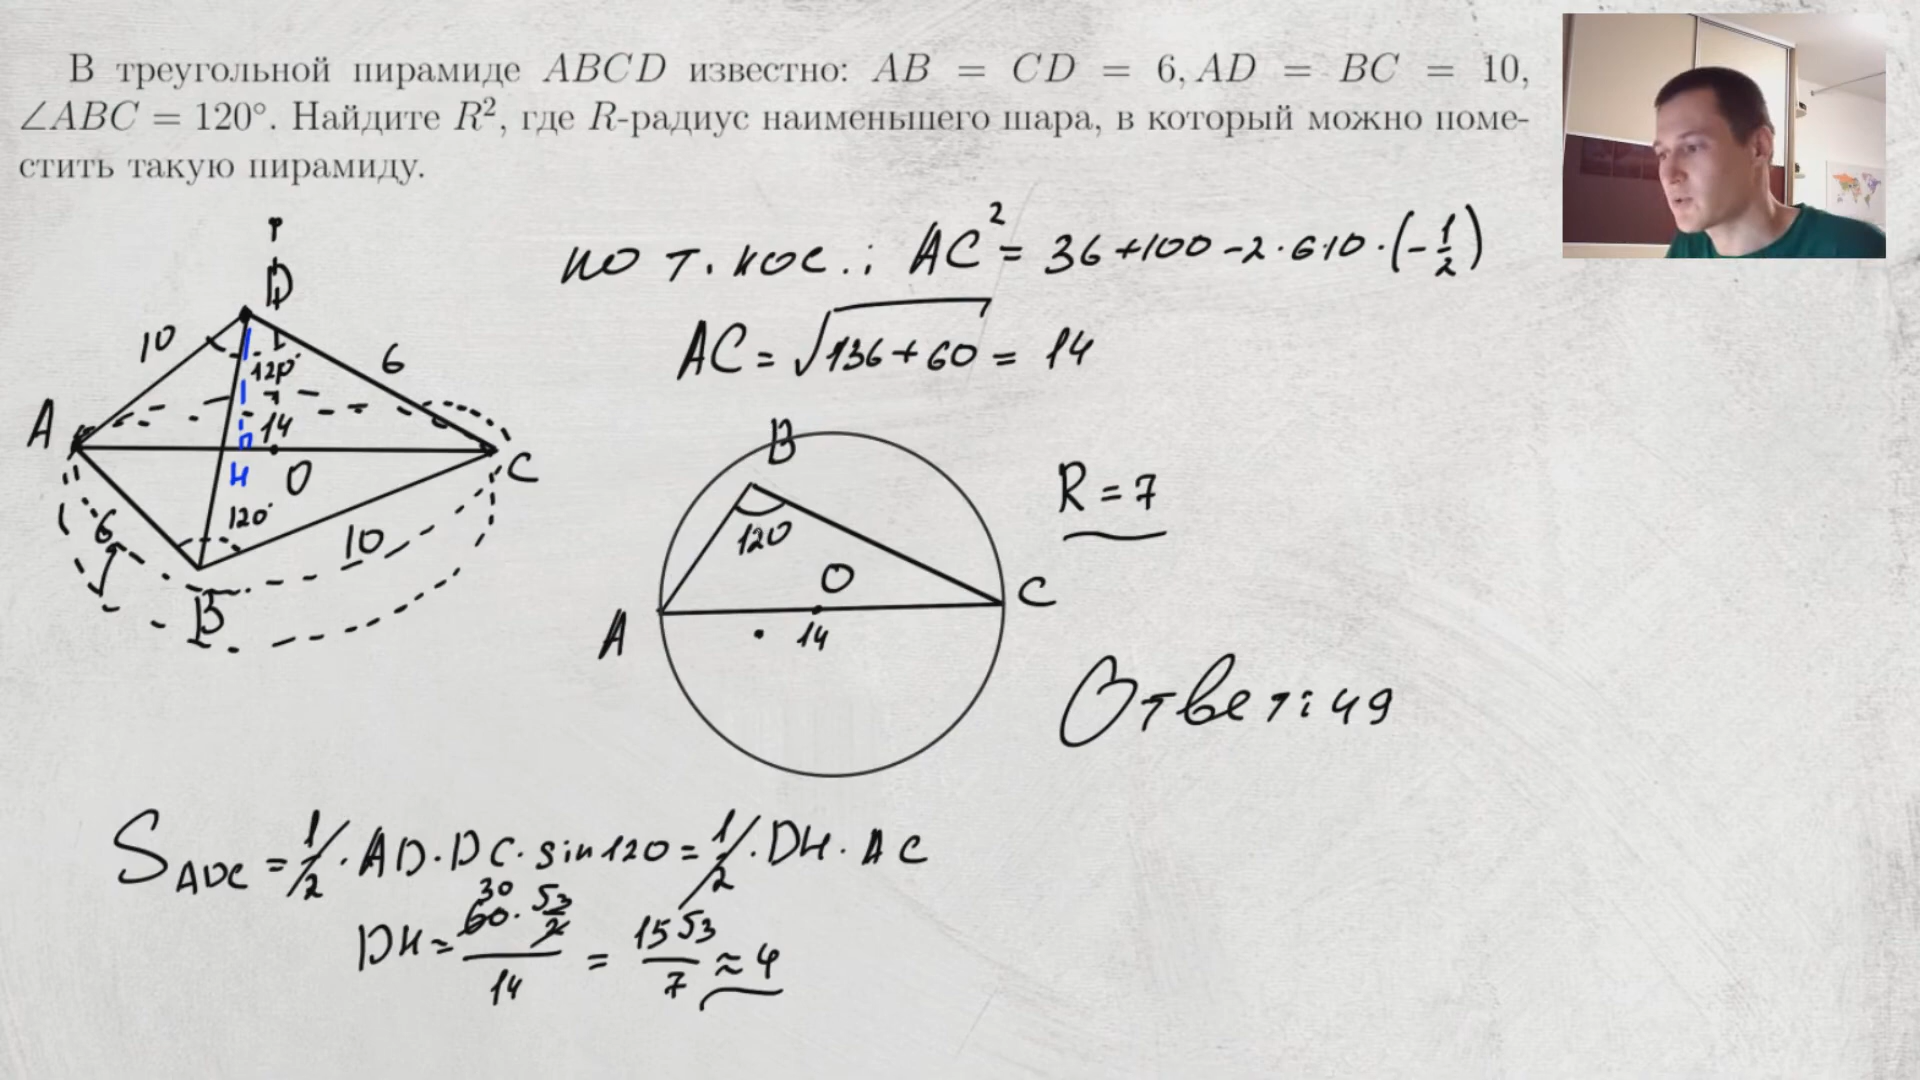 В треугольной пирамиде ABCD известно: AB = CD = 6, AD = BC = 10,
∠ABC = 120°. Найдите R², где R-радиус наименьшего шара, в который можно поме-
стить такую пирамиду.
по т. кос.: AC² = 36 + 100 - 2 · 6 · 10 · (-1/2)
AC = √136 + 60 = 14
D
10
6
120°
A
14
H
O
C
120°
6
10
B
B
120
O
A
14
C
R = 7
Ответ: 49
S ADC = 1/2 · AD · DC · sin 120 = 1/2 · DH · AC
DH = 60 · √3/2 / 14 = 15√3 / 7 ≈ 4
30